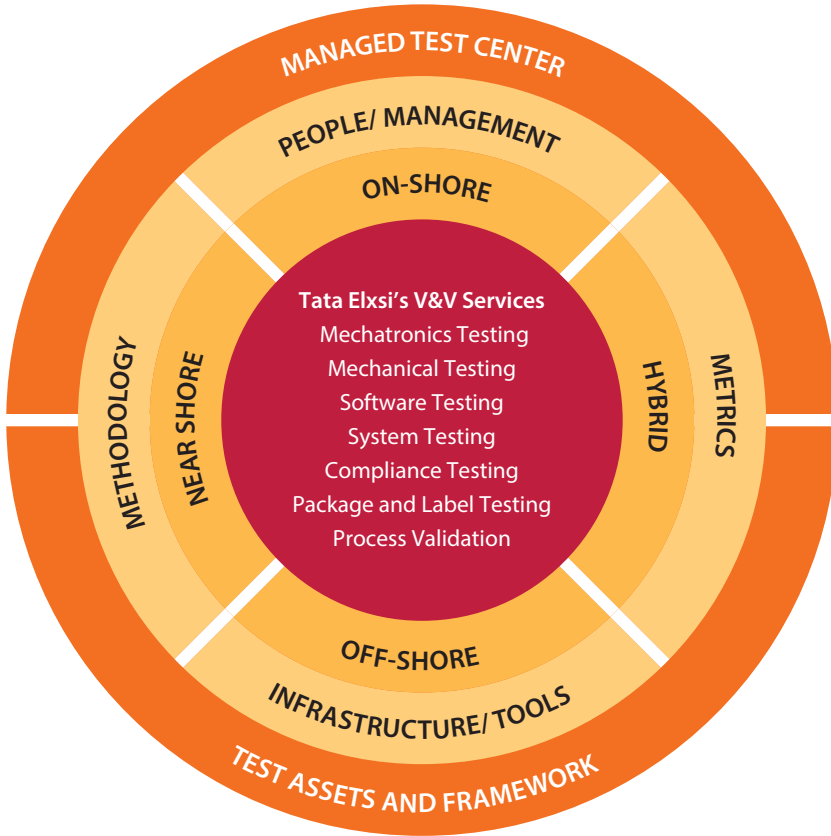 MANAGED TEST CENTER
PEOPLE/ MANAGEMENT
ON-SHORE
METHODOLOGY
NEAR SHORE
Tata Elxsi's V&V Services
Mechatronics Testing
Mechanical Testing
Software Testing
System Testing
Compliance Testing
Package and Label Testing
Process Validation
HYBRID
METRICS
OFF-SHORE
INFRASTRUCTURE/ TOOLS
TEST ASSETS AND FRAMEWORK